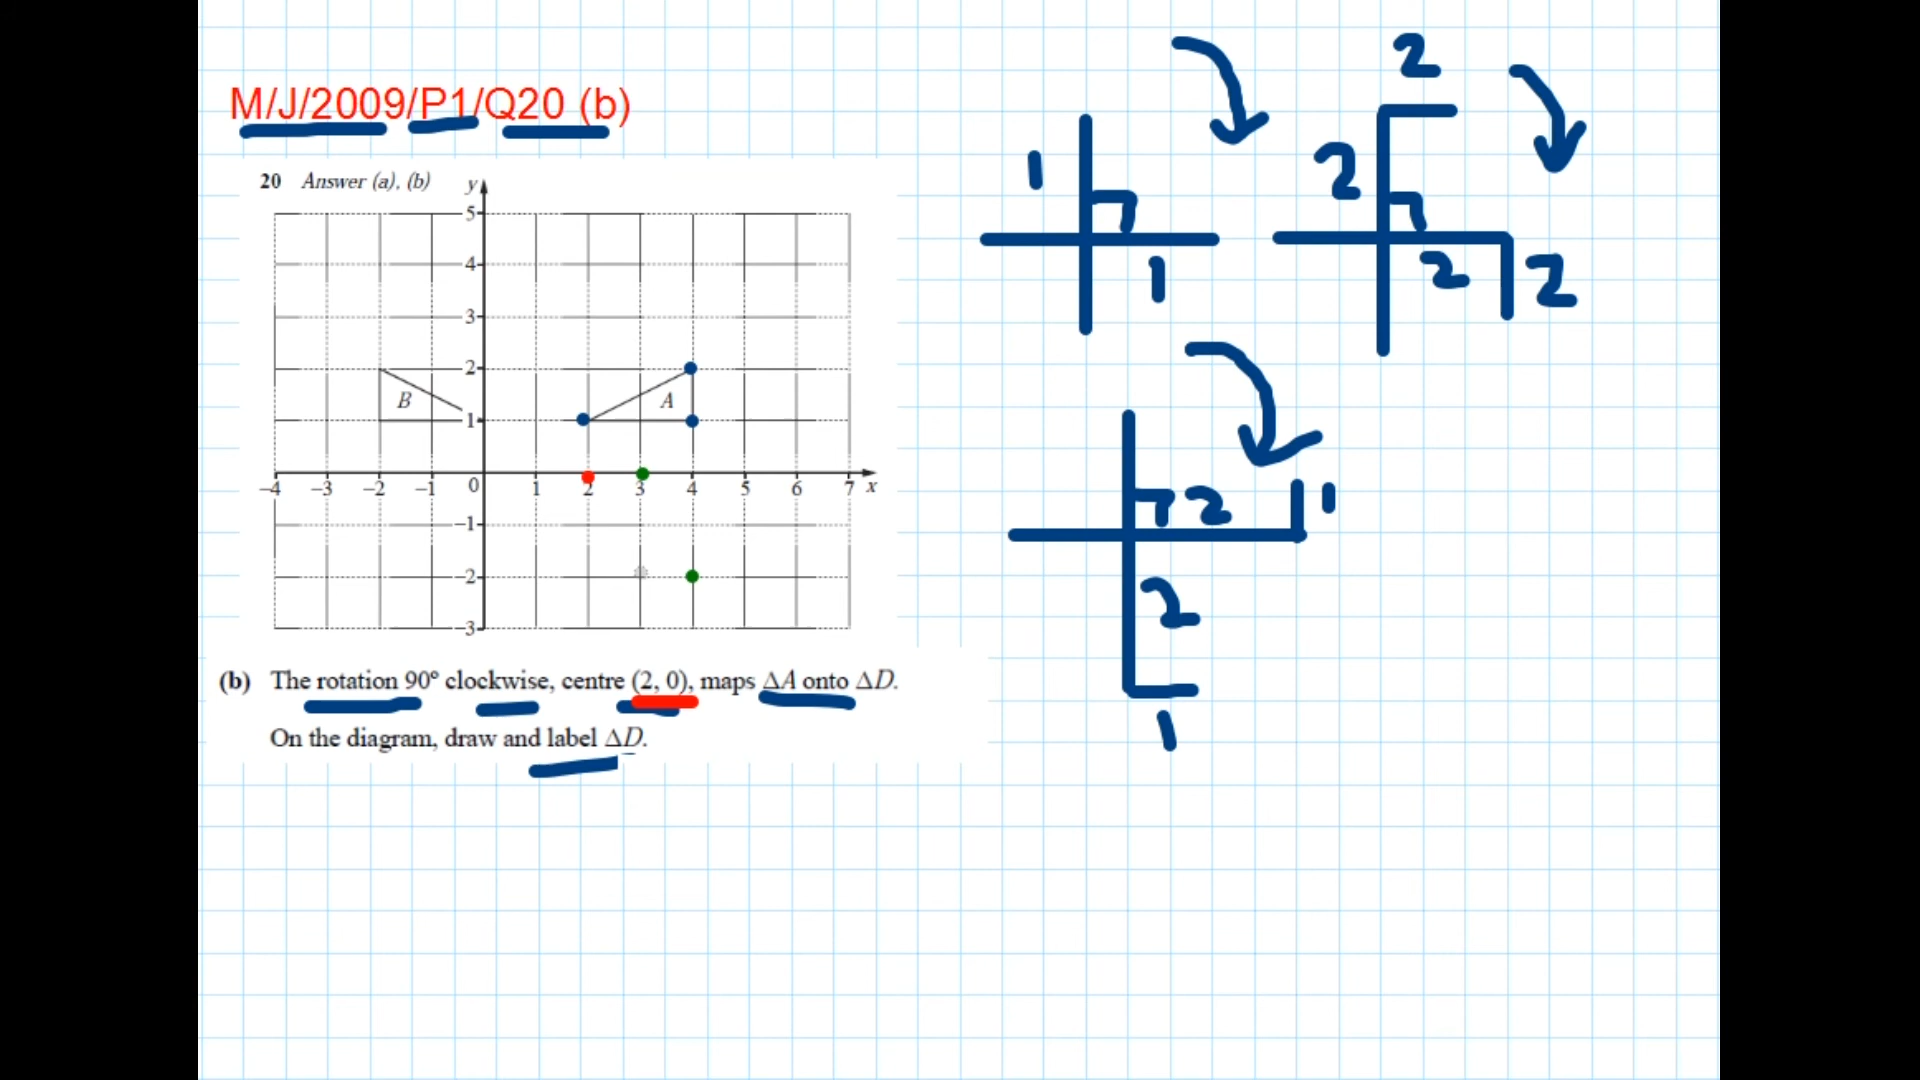 M/J/2009/P1/Q20 (b)
20 Answer (a), (b)
y
5
4
3
2
1
B
A
–4 –3 –2 –1 0 1 2 3 4 5 6 7 x
–1
–2
–3
(b) The rotation 90° clockwise, centre (2, 0), maps ΔA onto ΔD.
On the diagram, draw and label ΔD.
1
1
2
2
2
2
2
1
2
1